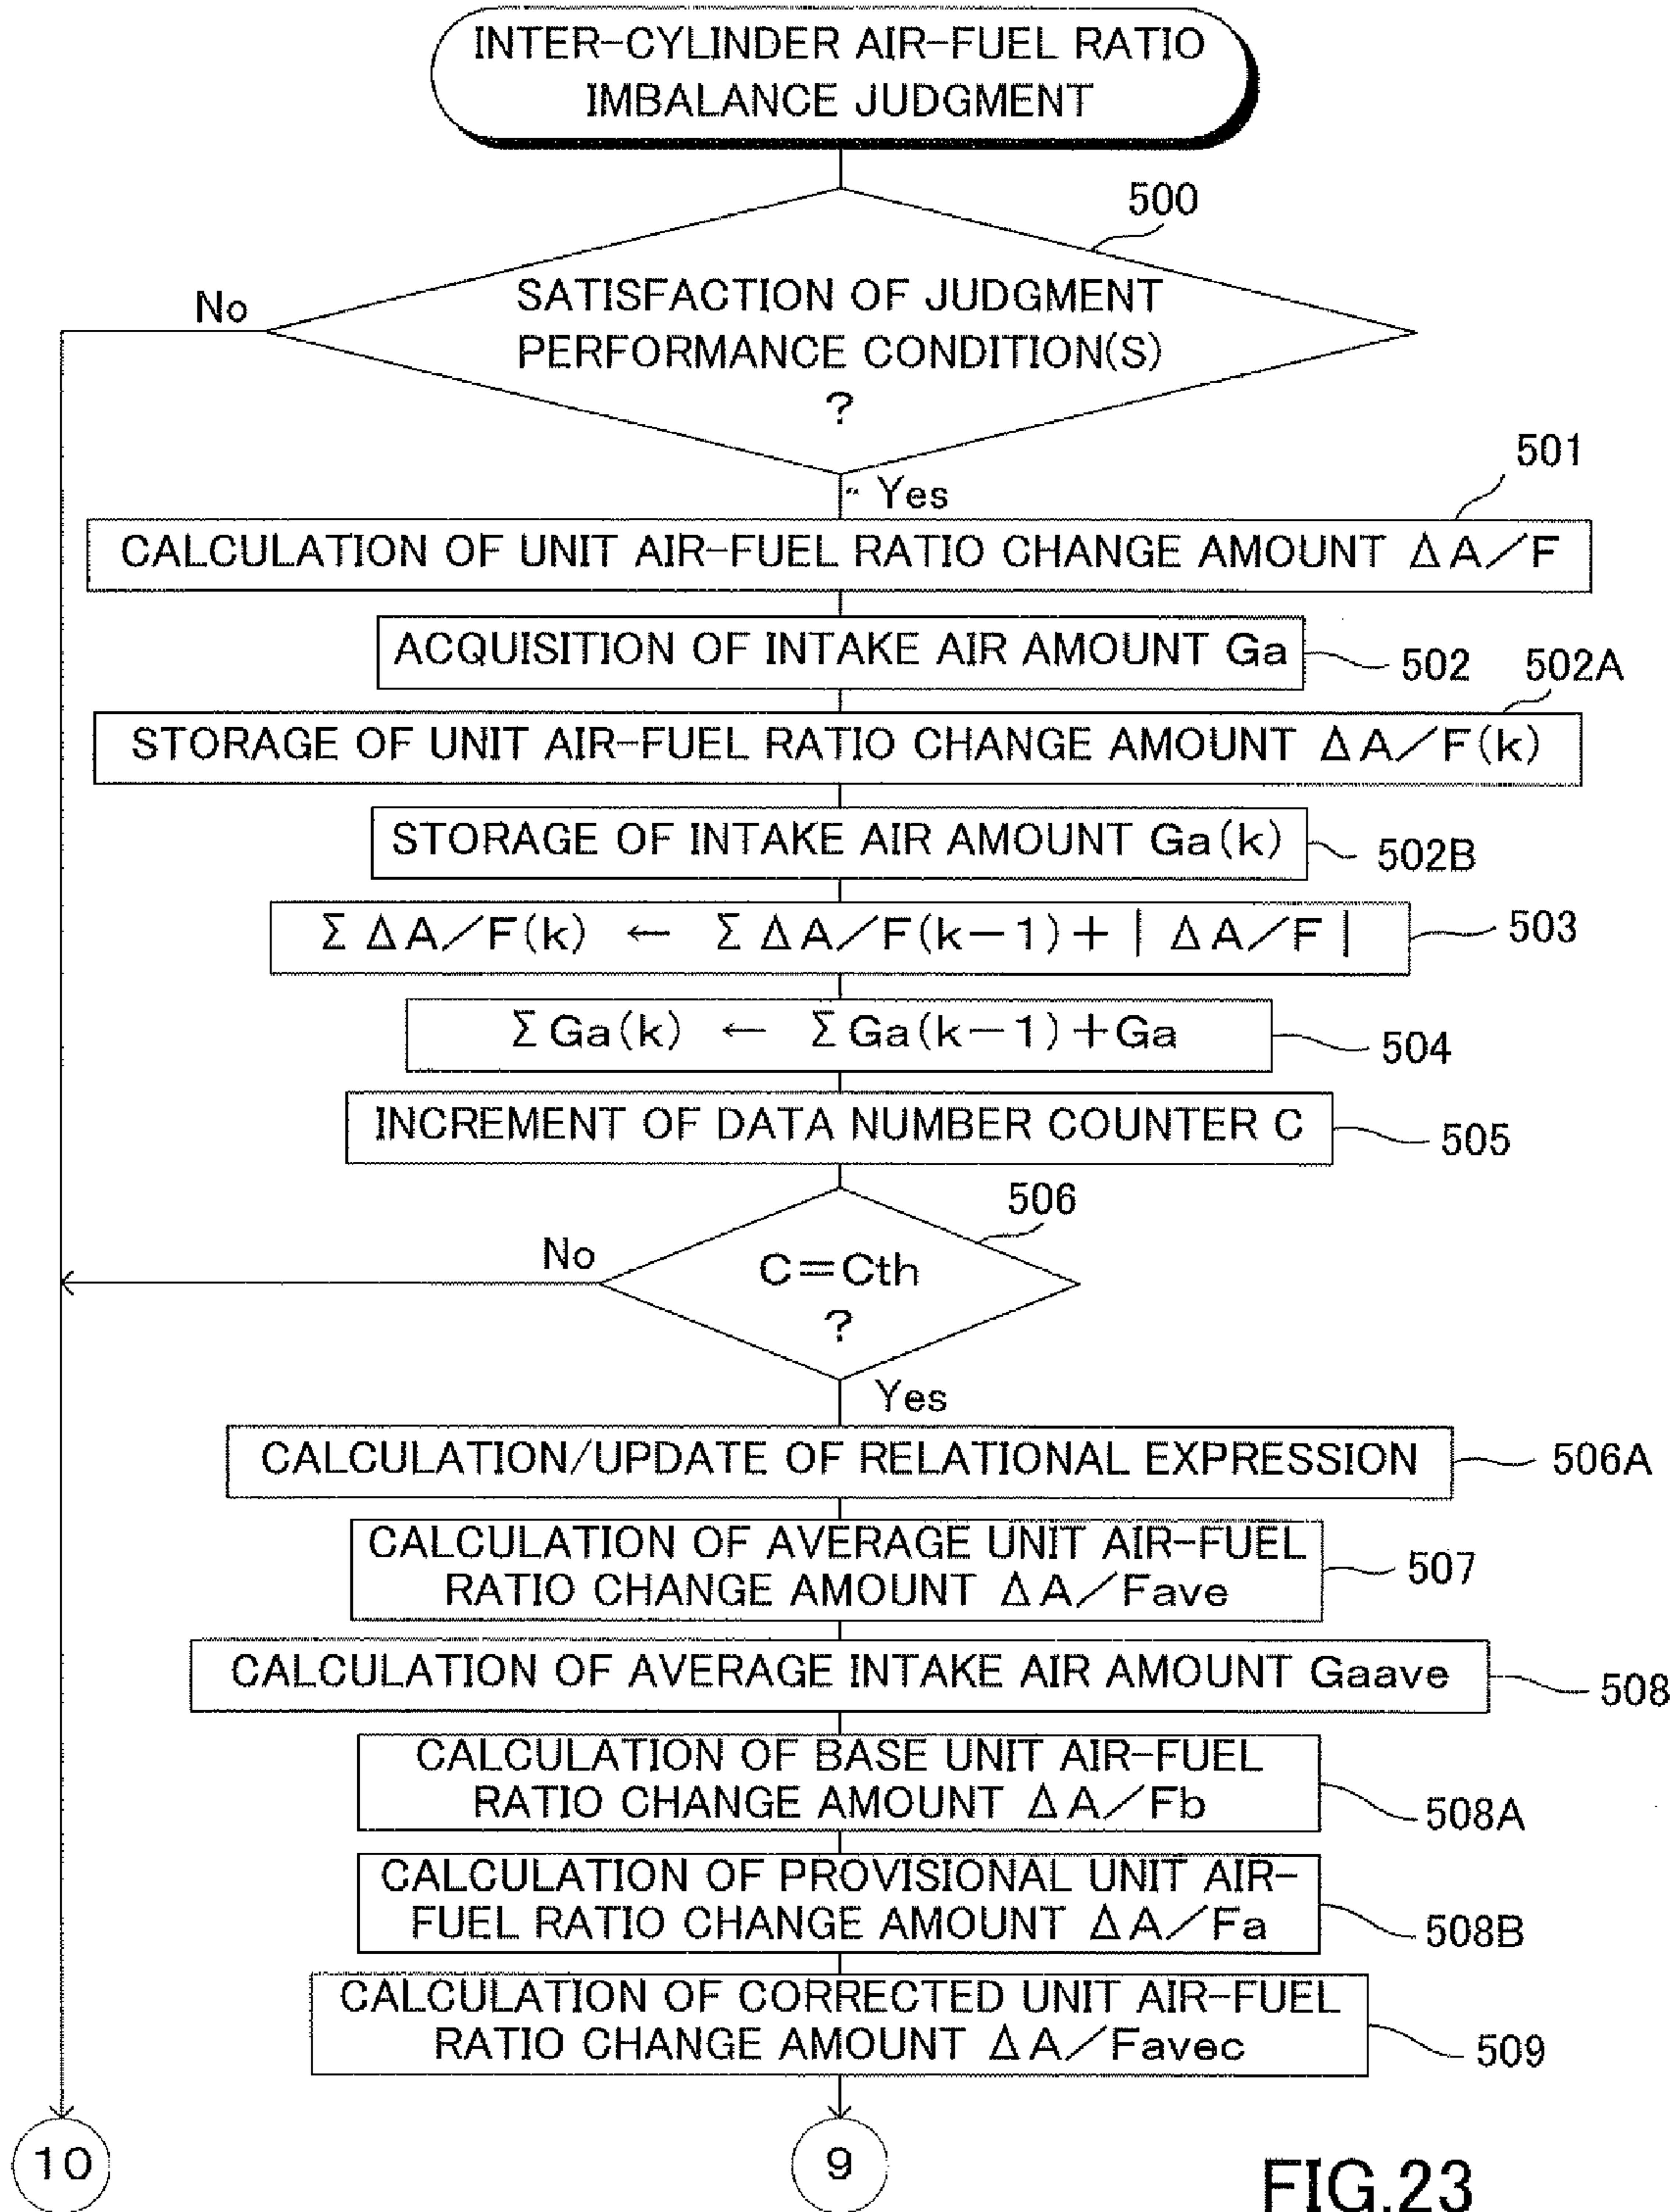 INTER-CYLINDER AIR-FUEL RATIO
IMBALANCE JUDGMENT
500
No
SATISFACTION OF JUDGMENT
PERFORMANCE CONDITION(S)
?
Yes
501
CALCULATION OF UNIT AIR-FUEL RATIO CHANGE AMOUNT ΔA/F
ACQUISITION OF INTAKE AIR AMOUNT Ga
502
502A
STORAGE OF UNIT AIR-FUEL RATIO CHANGE AMOUNT ΔA/F(k)
STORAGE OF INTAKE AIR AMOUNT Ga(k)
502B
ΣΔA/F(k) ← ΣΔA/F(k-1)+|ΔA/F|
503
ΣGa(k) ← ΣGa(k-1)+Ga
504
INCREMENT OF DATA NUMBER COUNTER C
505
506
No
C=Cth
?
Yes
CALCULATION/UPDATE OF RELATIONAL EXPRESSION
506A
CALCULATION OF AVERAGE UNIT AIR-FUEL
RATIO CHANGE AMOUNT ΔA/Fave
507
CALCULATION OF AVERAGE INTAKE AIR AMOUNT Gaave
508
CALCULATION OF BASE UNIT AIR-FUEL
RATIO CHANGE AMOUNT ΔA/Fb
508A
CALCULATION OF PROVISIONAL UNIT AIR-
FUEL RATIO CHANGE AMOUNT ΔA/Fa
508B
CALCULATION OF CORRECTED UNIT AIR-FUEL
RATIO CHANGE AMOUNT ΔA/Favec
509
10
9
FIG.23